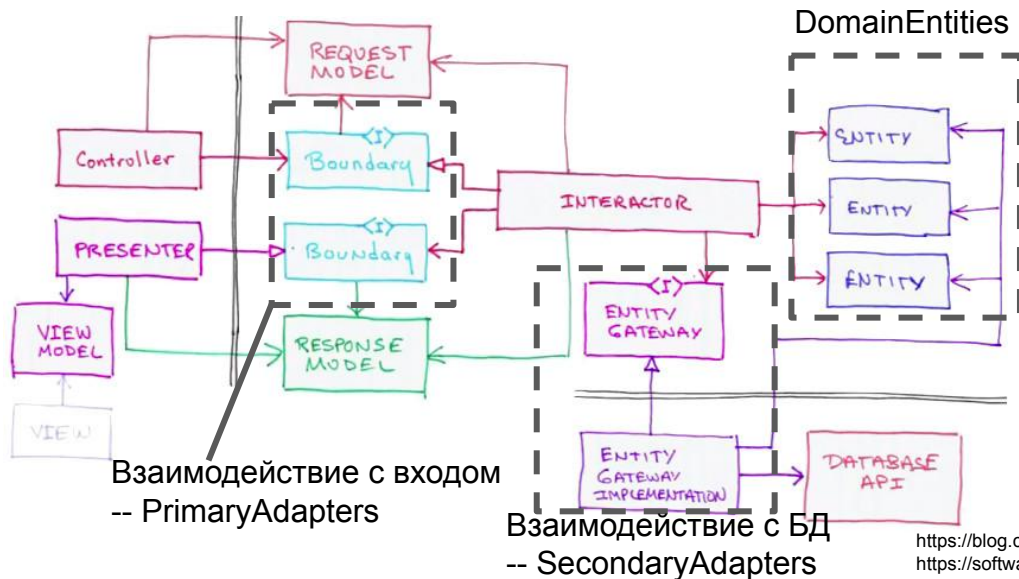 DomainEntities
REQUEST
MODEL
<I>
Controller
Boundary
ENTITY
INTERACTOR
ENTITY
<I>
PRESENTER
Boundary
ENTITY
<I>
ENTITY
GATEWAY
VIEW
MODEL
RESPONSE
MODEL
VIEW
Взаимодействие с входом
-- PrimaryAdapters
ENTITY
GATEWAY
IMPLEMENTATION
DATABASE
API
Взаимодействие с БД
-- SecondaryAdapters